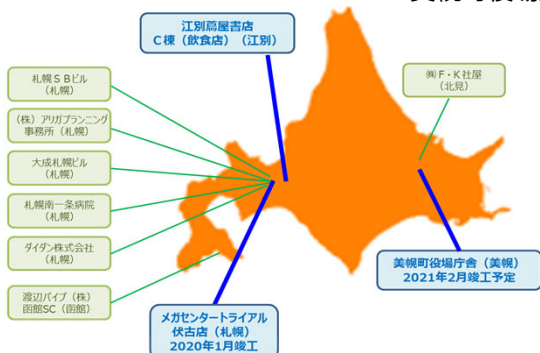 江別蔦屋書店
C棟（飲食店）（江別）
札幌ＳＢビル
（札幌）
㈱Ｆ・Ｋ社屋
（北見）
（株）アリガプランニング
事務所（札幌）
大成札幌ビル
（札幌）
札幌南一条病院
（札幌）
ダイダン株式会社
（札幌）
美幌町役場庁舎（美幌）
2021年2月竣工予定
渡辺パイプ（株）
函館SC（函館）
メガセンタートライアル
伏古店（札幌）
2020年1月竣工